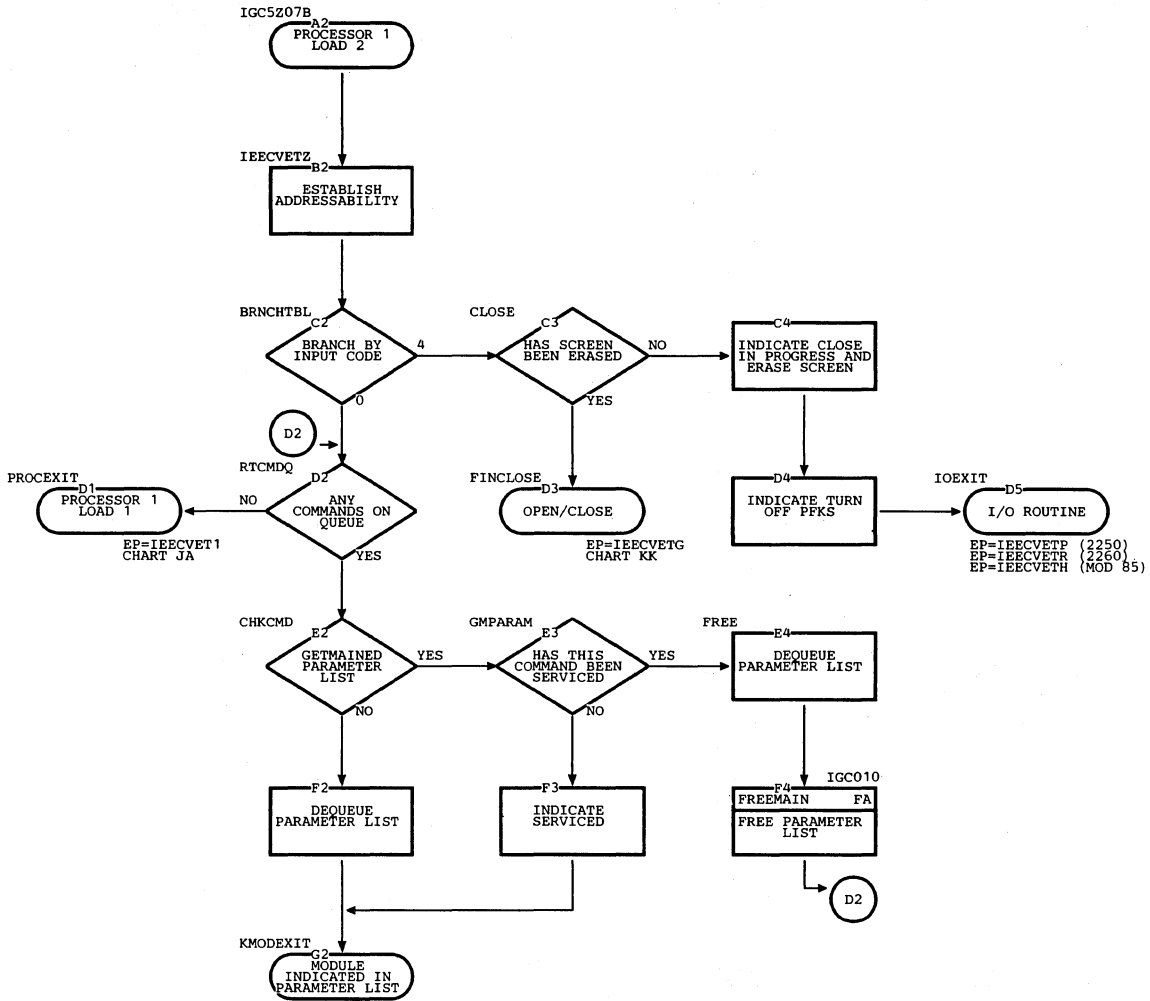 IGC5Z07B
A2
PROCESSOR 1
LOAD 2
IEECVETZ
B2
ESTABLISH
ADDRESSABILITY
BRNCHTBL
C2
BRANCH BY
INPUT CODE
4
0
CLOSE
C3
HAS SCREEN
BEEN ERASED
NO
YES
C4
INDICATE CLOSE
IN PROGRESS AND
ERASE SCREEN
D2
PROCEXIT
D1
PROCESSOR 1
LOAD 1
EP=IEECVET1
CHART JA
NO
RTCMDQ
D2
ANY
COMMANDS ON
QUEUE
YES
FINCLOSE
D3
OPEN/CLOSE
EP=IEECVETG
CHART KK
D4
INDICATE TURN
OFF PFKS
IOEXIT
D5
I/O ROUTINE
EP=IEECVETP (2250)
EP=IEECVETR (2260)
EP=IEECVETH (MOD 85)
CHKCMD
E2
GETMAINED
PARAMETER
LIST
YES
NO
GMPARAM
E3
HAS THIS
COMMAND BEEN
SERVICED
YES
NO
FREE
E4
DEQUEUE
PARAMETER LIST
F2
DEQUEUE
PARAMETER LIST
F3
INDICATE
SERVICED
IGC010
F4
FREEMAIN FA
FREE PARAMETER
LIST
D2
KMODEXIT
G2
MODULE
INDICATED IN
PARAMETER LIST